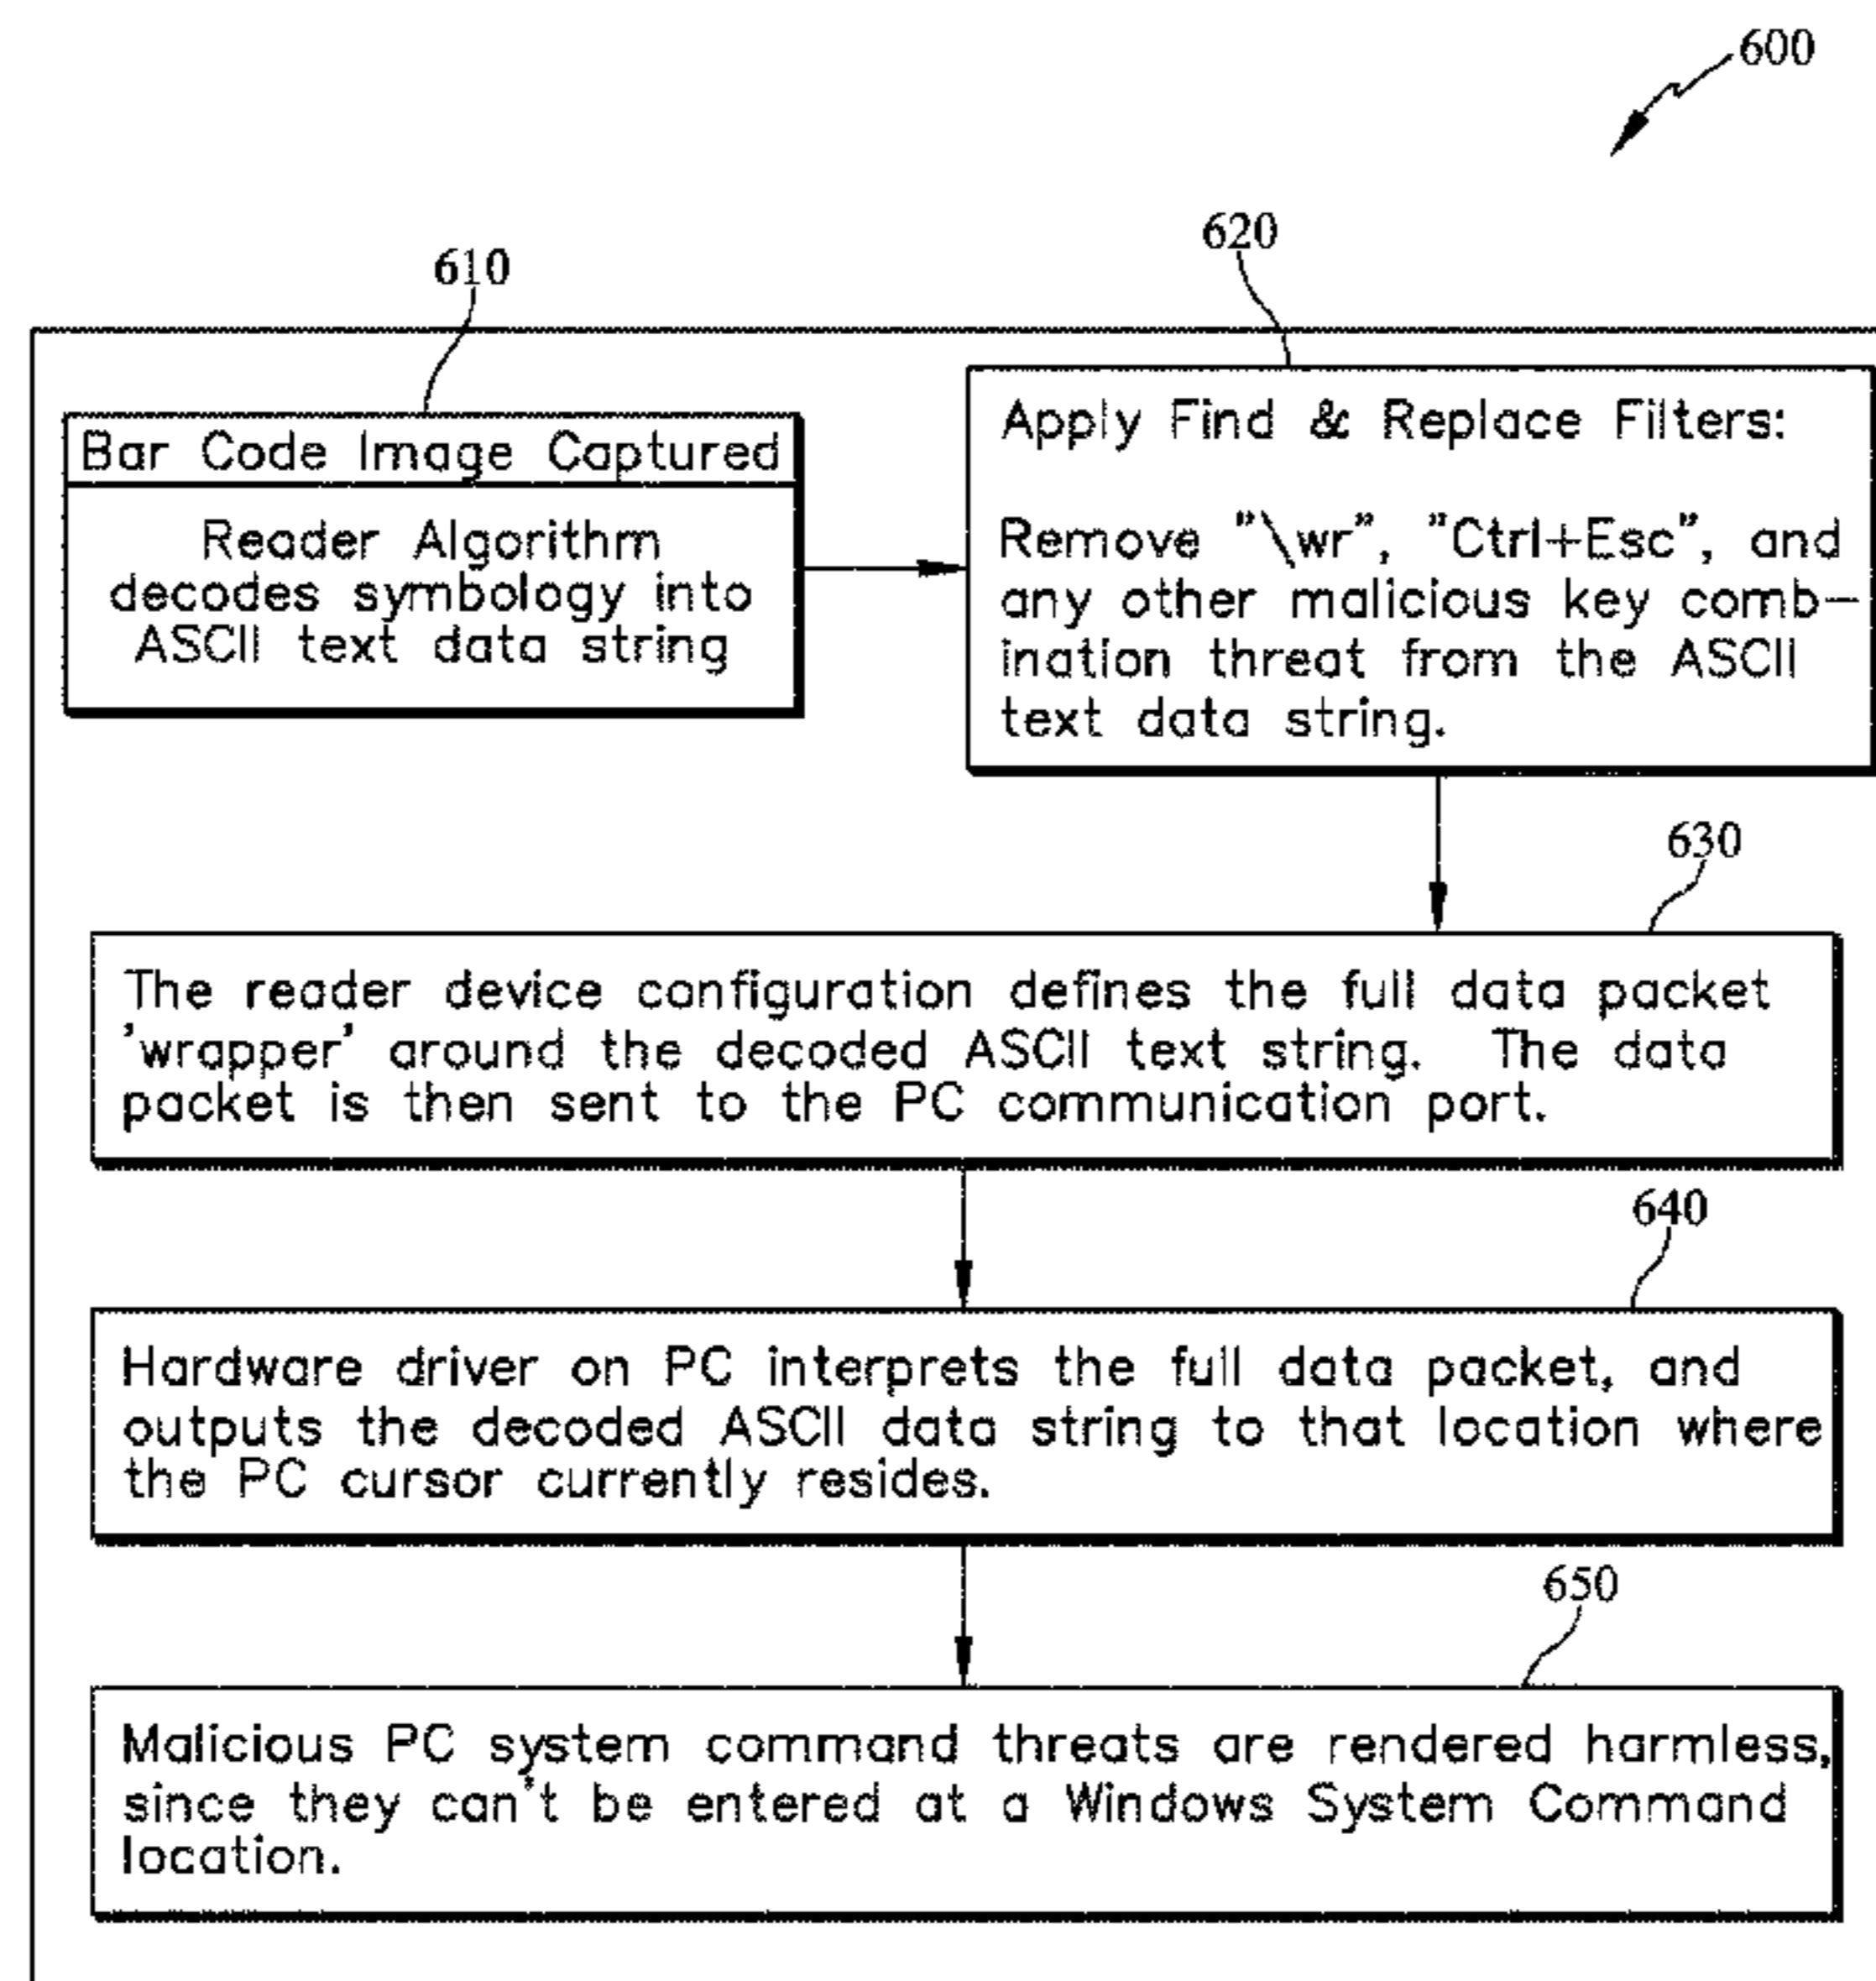 600
610
620
Bar Code Image Captured
Reader Algorithm
decodes symbology into
ASCII text data string
Apply Find & Replace Filters:
Remove "\wr", "Ctrl+Esc", and
any other malicious key comb-
ination threat from the ASCII
text data string.
630
The reader device configuration defines the full data packet
'wrapper' around the decoded ASCII text string. The data
packet is then sent to the PC communication port.
640
Hardware driver on PC interprets the full data packet, and
outputs the decoded ASCII data string to that location where
the PC cursor currently resides.
650
Malicious PC system command threats are rendered harmless,
since they can't be entered at a Windows System Command
location.